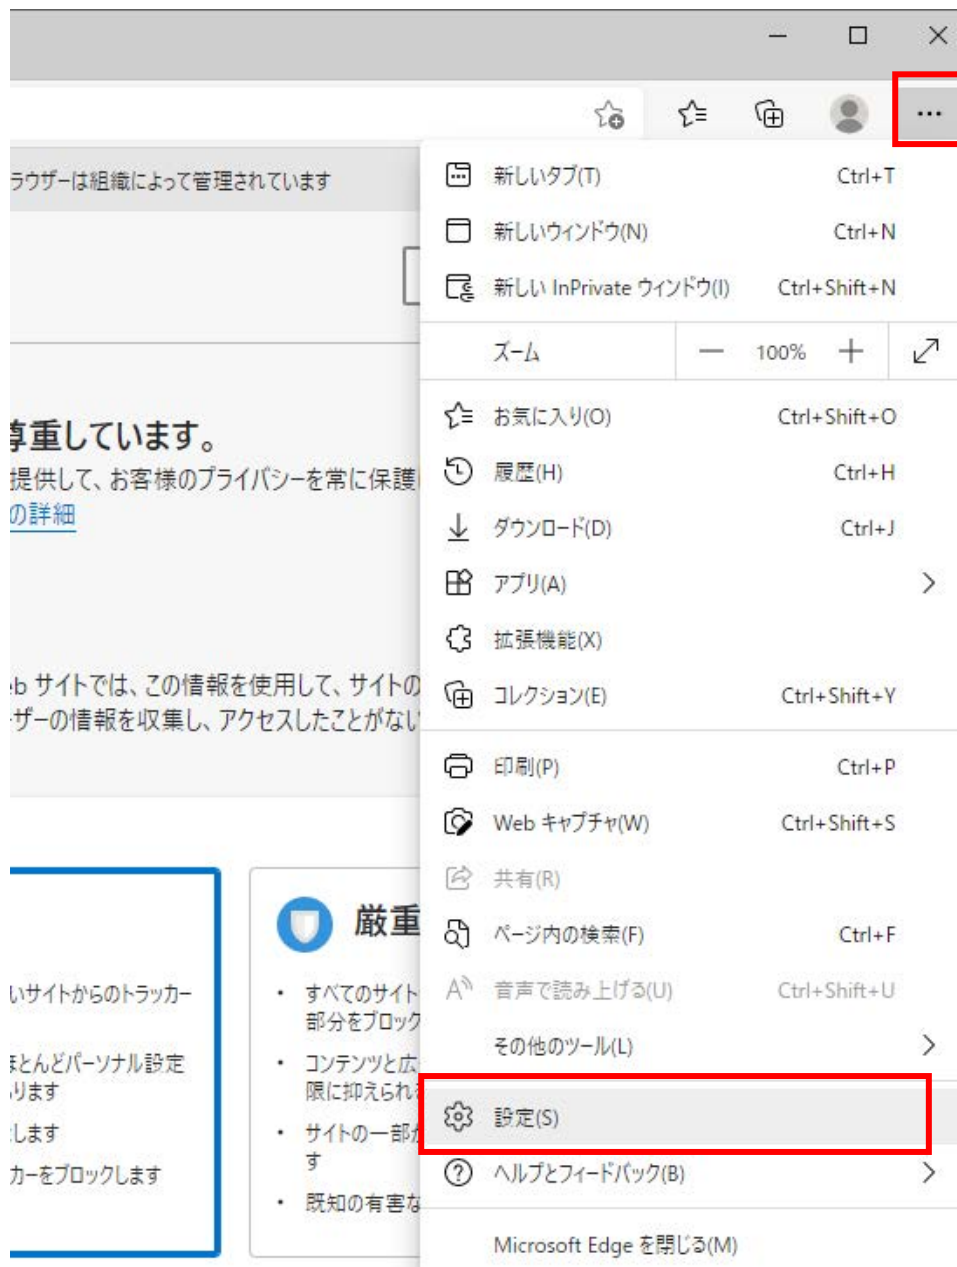 ラウザーは組織によって管理されています
新しいタブ(T) Ctrl+T
新しいウィンドウ(N) Ctrl+N
新しい InPrivate ウィンドウ(I) Ctrl+Shift+N
ズーム 100%
お気に入り(O) Ctrl+Shift+O
履歴(H) Ctrl+H
ダウンロード(D) Ctrl+J
アプリ(A)
拡張機能(X)
コレクション(E) Ctrl+Shift+Y
印刷(P) Ctrl+P
Web キャプチャ(W) Ctrl+Shift+S
共有(R)
ページ内の検索(F) Ctrl+F
音声で読み上げる(U) Ctrl+Shift+U
その他のツール(L)
設定(S)
ヘルプとフィードバック(B)
Microsoft Edge を閉じる(M)
尊重しています。
提供して、お客様のプライバシーを常に保護
の詳細
b サイトでは、この情報を使用して、サイトの
ーザーの情報を収集し、アクセスしたことがない
いサイトからのトラッカー
ほとんどパーソナル設定
ります
します
カーをブロックします
厳重
• すべてのサイト
部分をブロック
• コンテンツと広
限に抑えられ
• サイトの一部が
す
• 既知の有害な